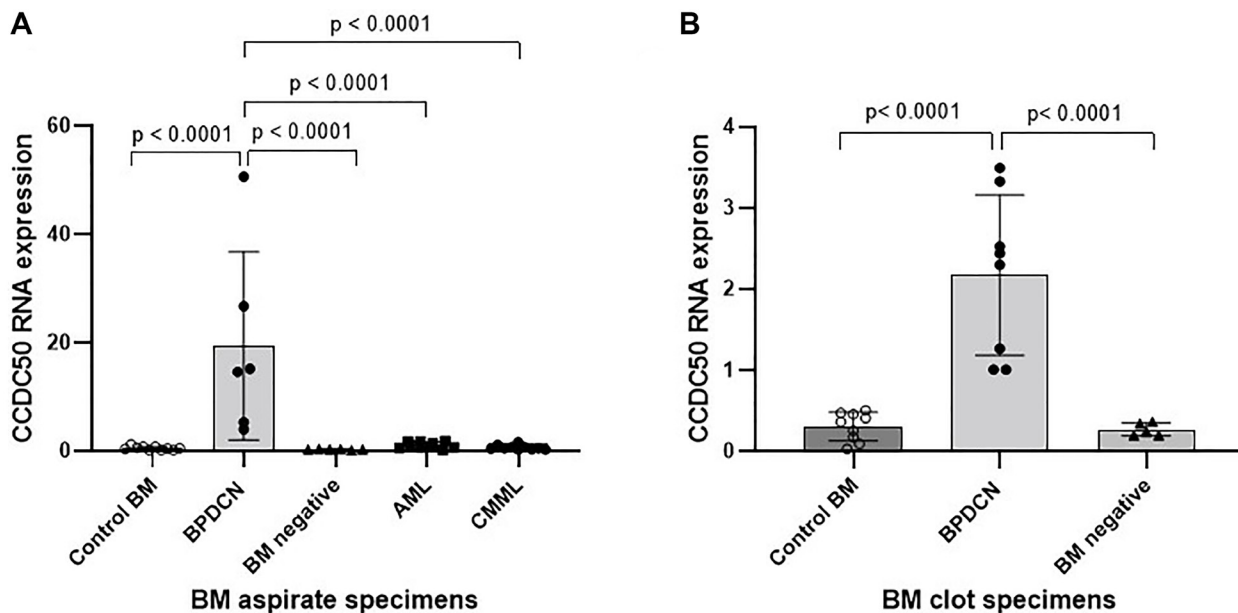 A
p < 0.0001
p < 0.0001
p < 0.0001
p < 0.0001
CCDC50 RNA expression
60
40
20
0
Control BM
BPDCN
BM negative
AML
CMML
BM aspirate specimens
B
p< 0.0001
p< 0.0001
CCDC50 RNA expression
4
3
2
1
0
Control BM
BPDCN
BM negative
BM clot specimens